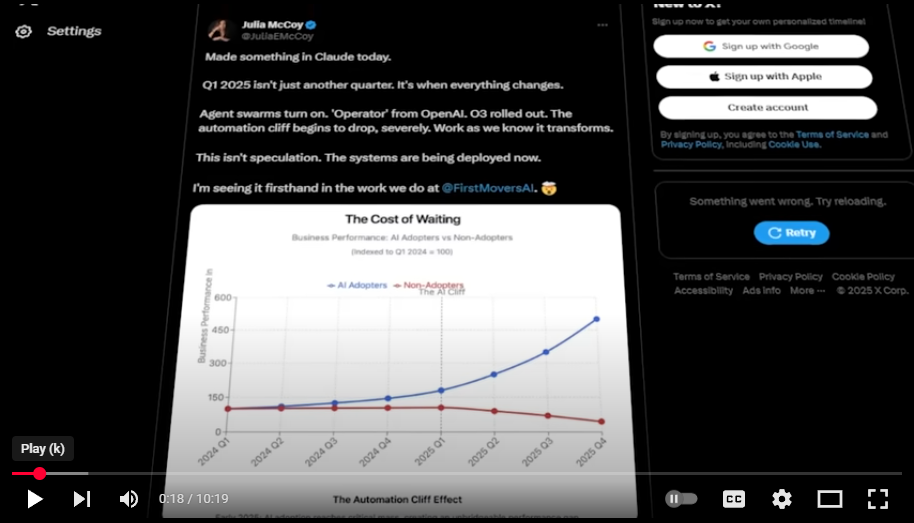 Settings
Julia McCoy
@JuliaEMcCoy
Made something in Claude today.
Q1 2025 isn't just another quarter. It's when everything changes.
Agent swarms turn on. 'Operator' from OpenAI. O3 rolled out. The
automation cliff begins to drop, severely. Work as we know it transforms.
This isn't speculation. The systems are being deployed now.
I'm seeing it firsthand in the work we do at @FirstMoversAI. 🤯
The Cost of Waiting
Business Performance: AI Adopters vs Non-Adopters
(Indexed to Q1 2024 = 100)
AI Adopters Non-Adopters
The AI Cliff
Business Performance In
600
450
300
150
0
2024 Q1 2024 Q2 2024 Q3 2024 Q4 2025 Q1 2025 Q2 2025 Q3 2025 Q4
The Automation Cliff Effect
New to X?
Sign up now to get your own personalized timeline!
Sign up with Google
Sign up with Apple
Create account
By signing up, you agree to the Terms of Service and
Privacy Policy, including Cookie Use.
Something went wrong. Try reloading.
Retry
Terms of Service Privacy Policy Cookie Policy
Accessibility Ads info More ··· © 2025 X Corp.
Play (k)
0:18 / 10:19
CC